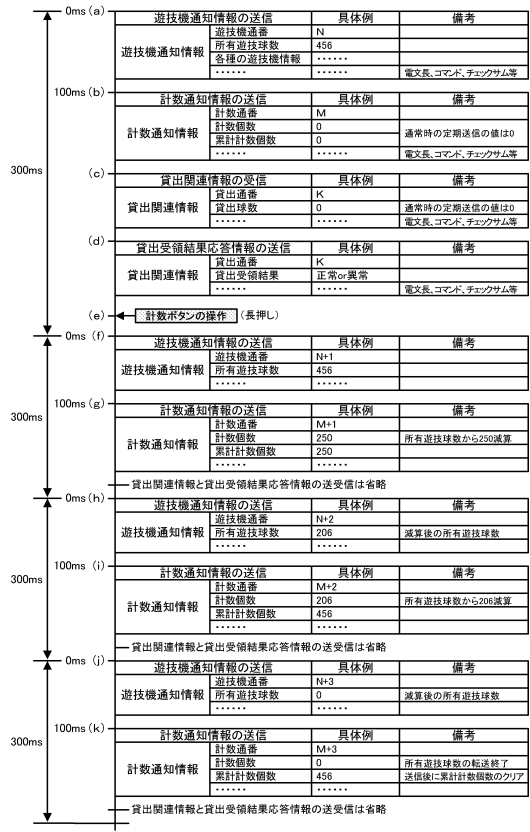 0ms (a)
遊技機通知情報の送信 具体例 備考
遊技機通知情報
遊技機通番 N
所有遊技球数 456
各種の遊技機情報 ‥‥‥
‥‥‥ ‥‥‥ 電文長、コマンド、チェックサム等
100ms (b)
計数通知情報の送信 具体例 備考
計数通知情報
計数通番 M
計数個数 0
累計計数個数 0
通常時の定期送信の値は0
‥‥‥ ‥‥‥ 電文長、コマンド、チェックサム等
300ms
(c)
貸出関連情報の受信 具体例 備考
貸出関連情報
貸出通番 K
貸出球数 0 通常時の定期送信の値は0
‥‥‥ ‥‥‥ 電文長、コマンド、チェックサム等
(d)
貸出受領結果応答情報の送信 具体例 備考
貸出関連情報
貸出通番 K
貸出受領結果 正常or異常
‥‥‥ ‥‥‥ 電文長、コマンド、チェックサム等
(e) 計数ボタンの操作 (長押し)
0ms (f)
遊技機通知情報の送信 具体例 備考
遊技機通知情報
遊技機通番 N+1
所有遊技球数 456
‥‥‥ ‥‥‥
300ms
100ms (g)
計数通知情報の送信 具体例 備考
計数通知情報
計数通番 M+1
計数個数 250 所有遊技球数から250減算
累計計数個数 250
‥‥‥ ‥‥‥
貸出関連情報と貸出受領結果応答情報の送受信は省略
0ms (h)
遊技機通知情報の送信 具体例 備考
遊技機通知情報
遊技機通番 N+2
所有遊技球数 206 減算後の所有遊技球数
‥‥‥ ‥‥‥
300ms
100ms (i)
計数通知情報の送信 具体例 備考
計数通知情報
計数通番 M+2
計数個数 206 所有遊技球数から206減算
累計計数個数 456
‥‥‥ ‥‥‥
貸出関連情報と貸出受領結果応答情報の送受信は省略
0ms (j)
遊技機通知情報の送信 具体例 備考
遊技機通知情報
遊技機通番 N+3
所有遊技球数 0 減算後の所有遊技球数
‥‥‥ ‥‥‥
300ms
100ms (k)
計数通知情報の送信 具体例 備考
計数通知情報
計数通番 M+3
計数個数 0 所有遊技球数の転送終了
累計計数個数 456 送信後に累計計数個数のクリア
‥‥‥ ‥‥‥
貸出関連情報と貸出受領結果応答情報の送受信は省略